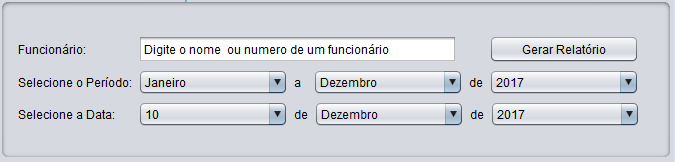 Funcionário: Digite o nome  ou numero de um funcionário Gerar Relatório
Selecione o Período: Janeiro a Dezembro de 2017
Selecione a Data: 10 de Dezembro de 2017